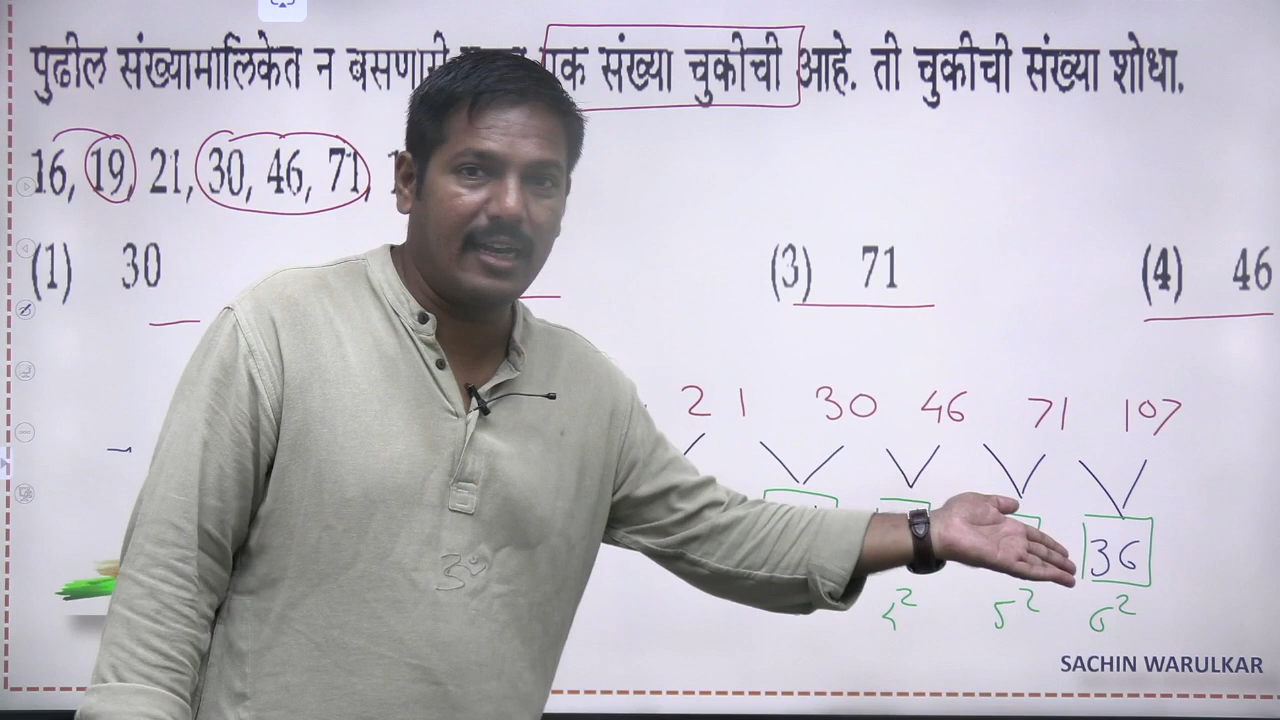 पुढील संख्यामालिकेत न बसणारी एक संख्या चुकीची आहे. ती चुकीची संख्या शोधा.
16, 19, 21, 30, 46, 71,
(1) 30 (3) 71 (4) 46
21 30 46 71 107
36
4² 5² 6²
SACHIN WARULKAR